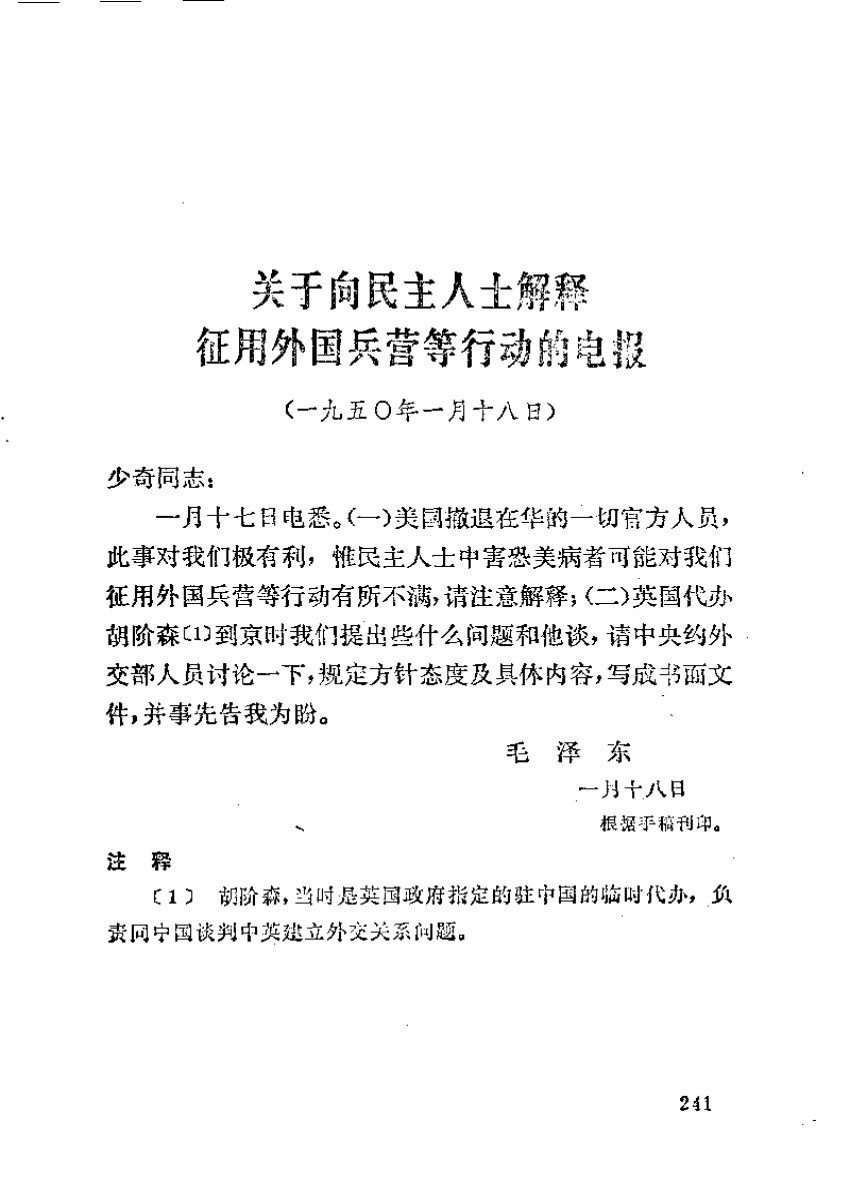 关于向民主人士解释
征用外国兵营等行动的电报
（一九五〇年一月十八日）
少奇同志：
一月十七日电悉。（一）美国撤退在华的一切官方人员，
此事对我们极有利，惟民主人士中害恐美病者可能对我们
征用外国兵营等行动有所不满，请注意解释；（二）英国代办
胡阶森〔1〕到京时我们提出些什么问题和他谈，请中央约外
交部人员讨论一下，规定方针态度及具体内容，写成书面文
件，并事先告我为盼。
毛泽东
一月十八日
根据手稿刊印。
注释
〔1〕 胡阶森，当时是英国政府指定的驻中国的临时代办，负
责同中国谈判中英建立外交关系问题。
241